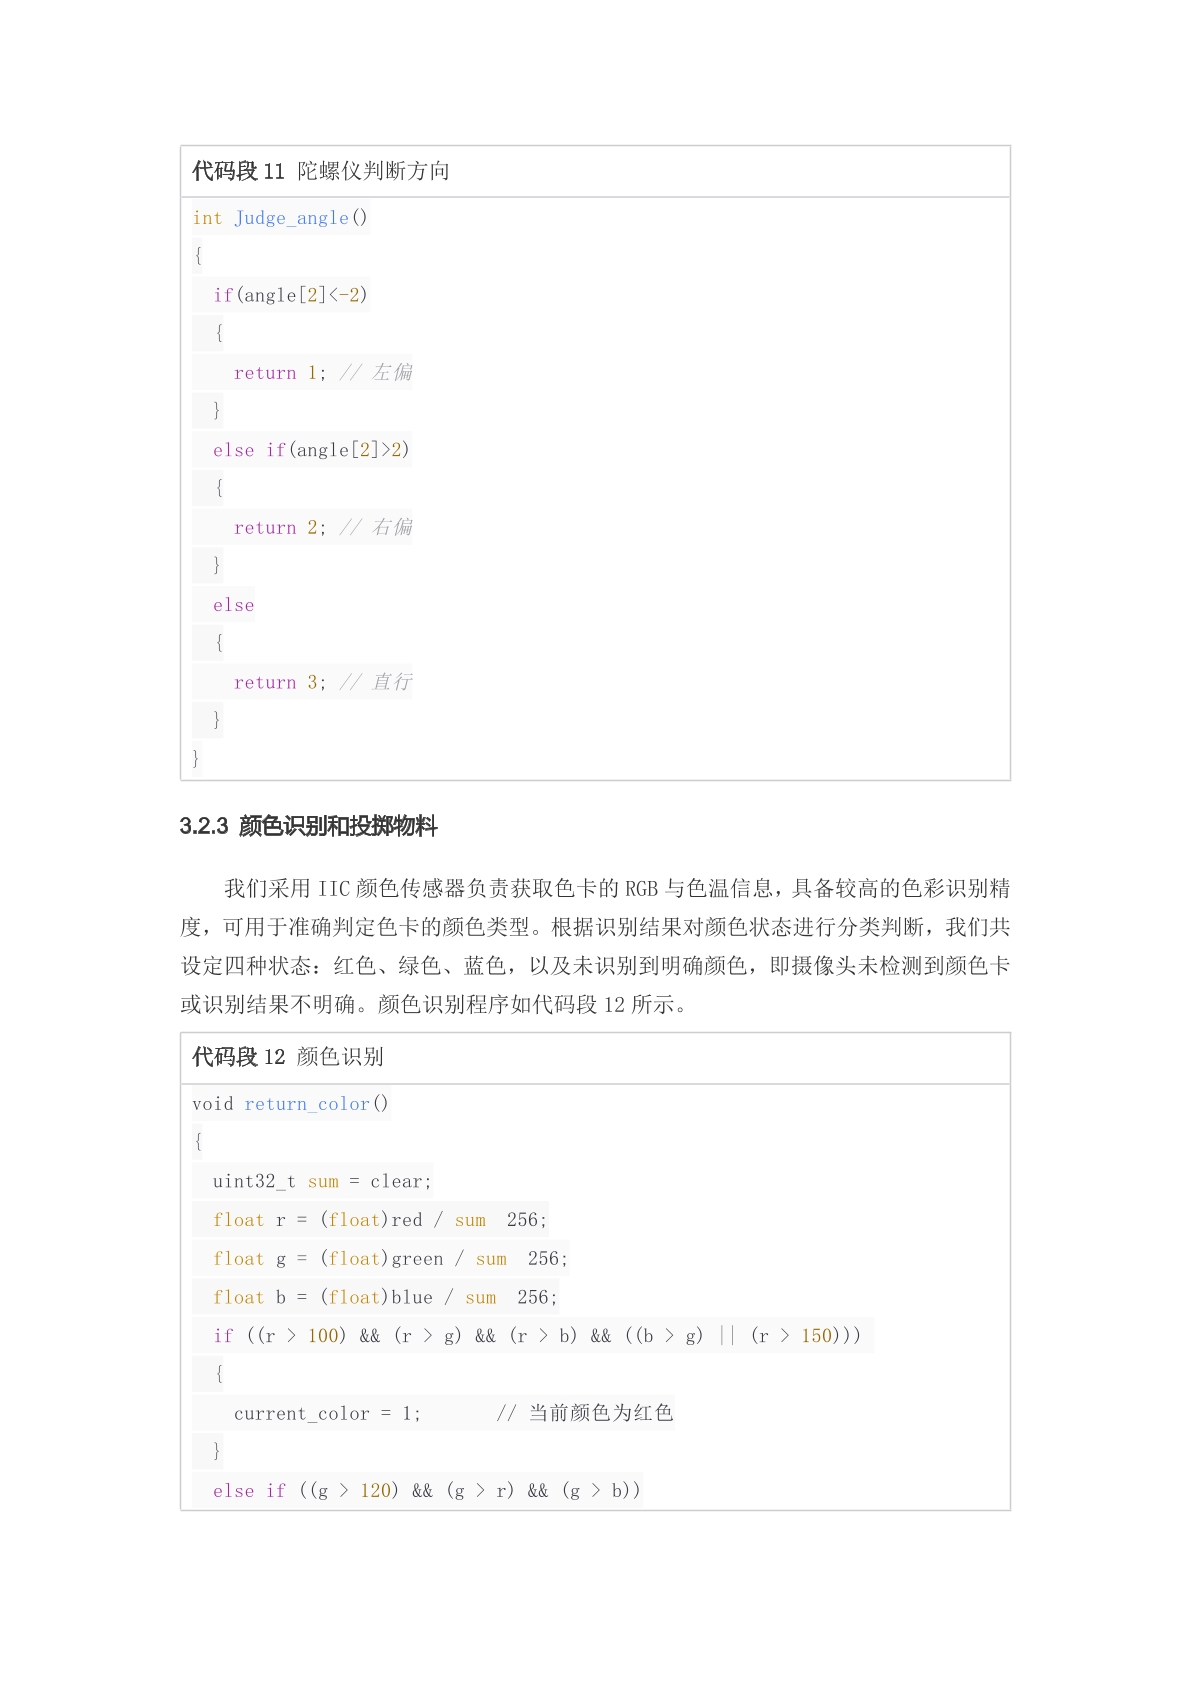 代码段 11 陀螺仪判断方向
int Judge_angle()
{
  if(angle[2]<-2)
  {
    return 1; // 左偏
  }
  else if(angle[2]>2)
  {
    return 2; // 右偏
  }
  else
  {
    return 3; // 直行
  }
}
3.2.3 颜色识别和投掷物料
我们采用 IIC 颜色传感器负责获取色卡的 RGB 与色温信息，具备较高的色彩识别精
度，可用于准确判定色卡的颜色类型。根据识别结果对颜色状态进行分类判断，我们共
设定四种状态：红色、绿色、蓝色，以及未识别到明确颜色，即摄像头未检测到颜色卡
或识别结果不明确。颜色识别程序如代码段 12 所示。
代码段 12 颜色识别
void return_color()
{
  uint32_t sum = clear;
  float r = (float)red / sum  256;
  float g = (float)green / sum  256;
  float b = (float)blue / sum  256;
  if ((r > 100) && (r > g) && (r > b) && ((b > g) || (r > 150)))
  {
    current_color = 1;       // 当前颜色为红色
  }
  else if ((g > 120) && (g > r) && (g > b))